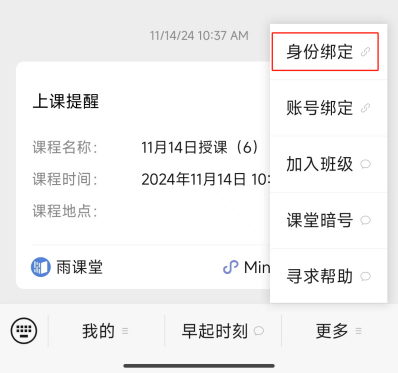 11/14/24 10:37 AM
身份绑定
上课提醒
账号绑定
课程名称： 11月14日授课（6）
加入班级
课程时间： 2024年11月14日 10:
课程地点：
课堂暗号
雨课堂 Min
寻求帮助
我的 早起时刻 更多